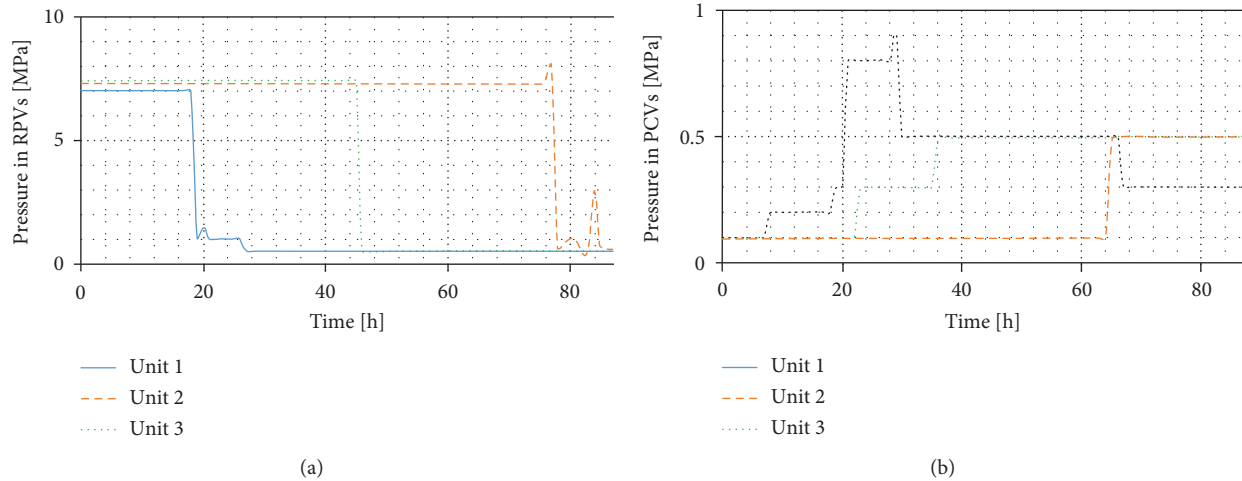 Pressure in RPVs [MPa]
10
5
0
0 20 40 60 80
Time [h]
Unit 1
Unit 2
Unit 3
(a)
Pressure in PCVs [MPa]
1
0.5
0
0 20 40 60 80
Time [h]
Unit 1
Unit 2
Unit 3
(b)